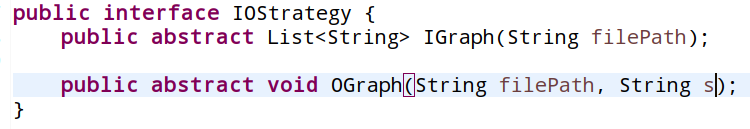 public interface IOStrategy {
public abstract List<String> IGraph(String filePath);
public abstract void OGraph(String filePath, String s);
}